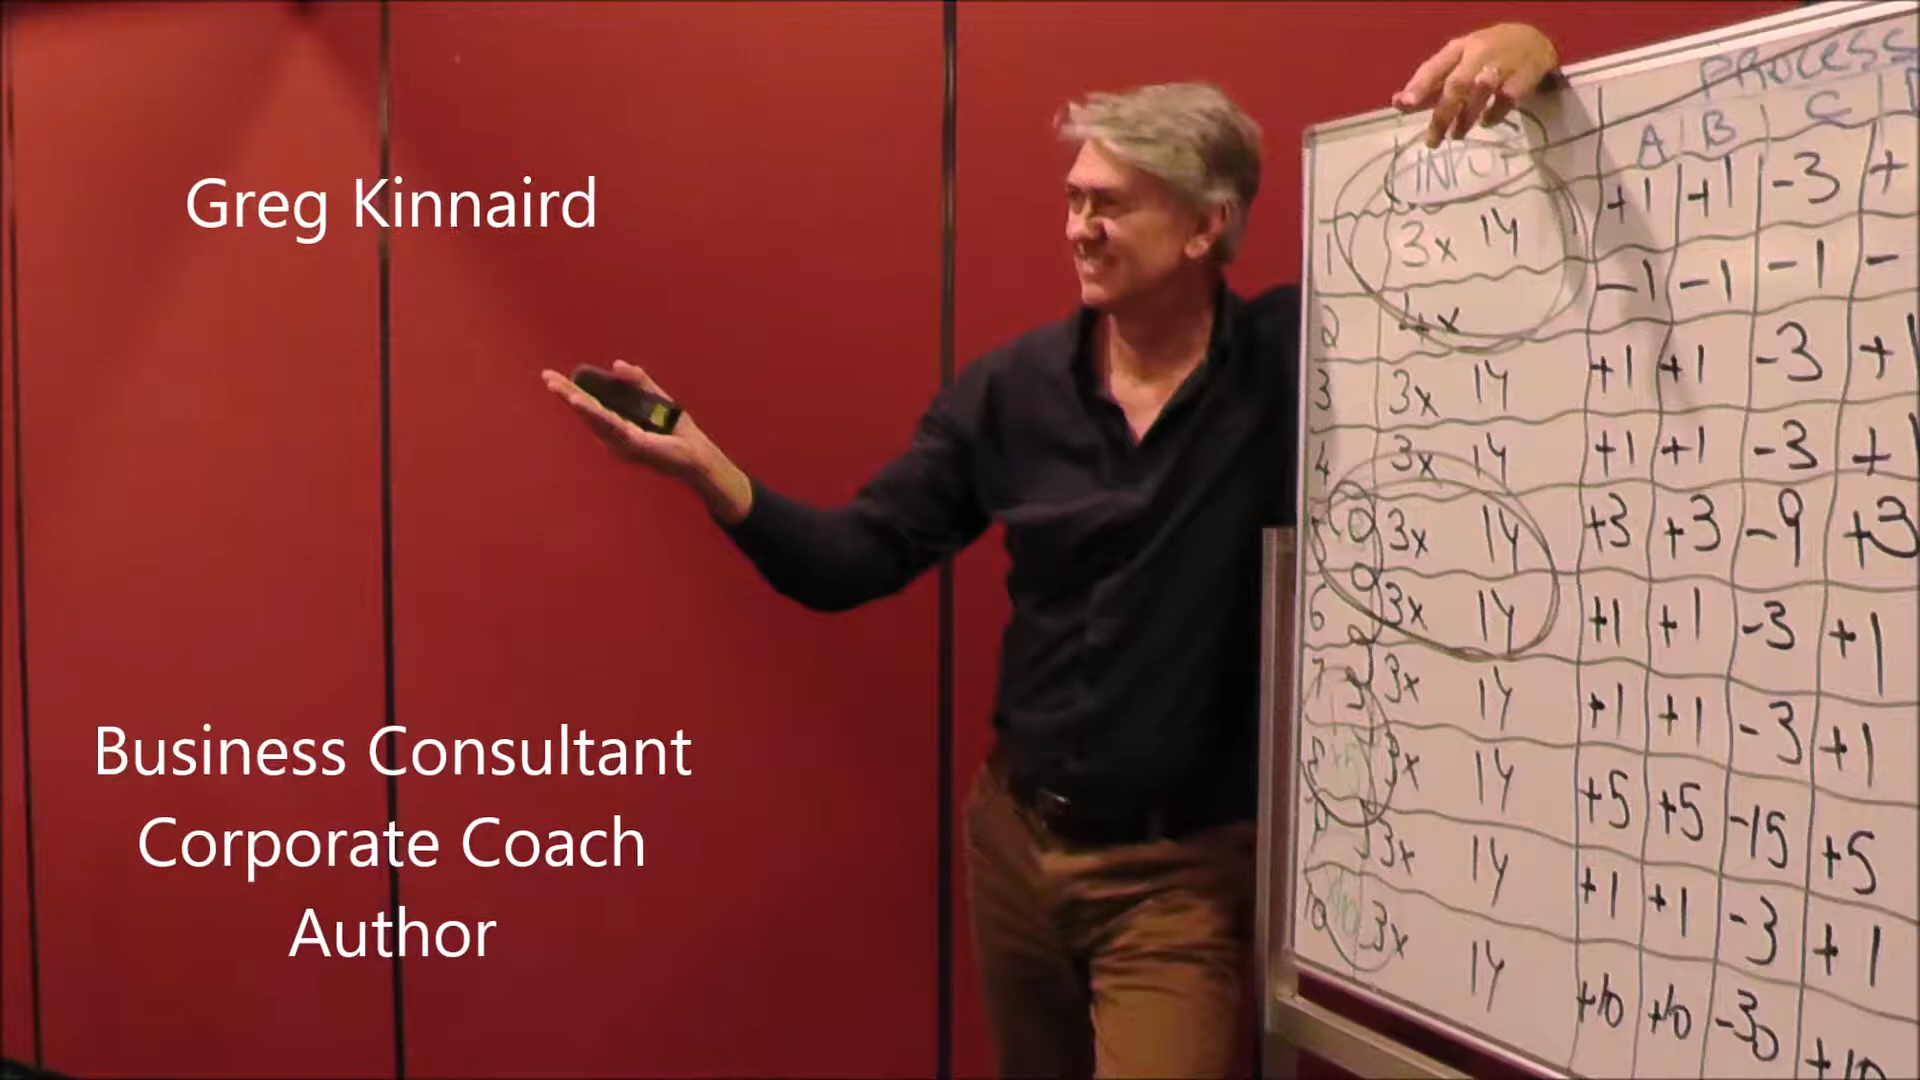 Greg Kinnaird
Business Consultant
Corporate Coach
Author
PROCESS
INPUT A B C
1 3x 14 +1 +1 -3 +
2 4x -1 -1 -1 -
3 3x 14 +1 +1 -3 +1
4 3x 14 +1 +1 -3 +1
5 3x 14 +3 +3 -9 +3
6 3x 14 +1 +1 -3 +1
7 3x 14 +1 +1 -3 +1
3x 14 +5 +5 -15 +5
3x 14 +1 +1 -3 +1
10 3x 14 +10 +10 -30 +10